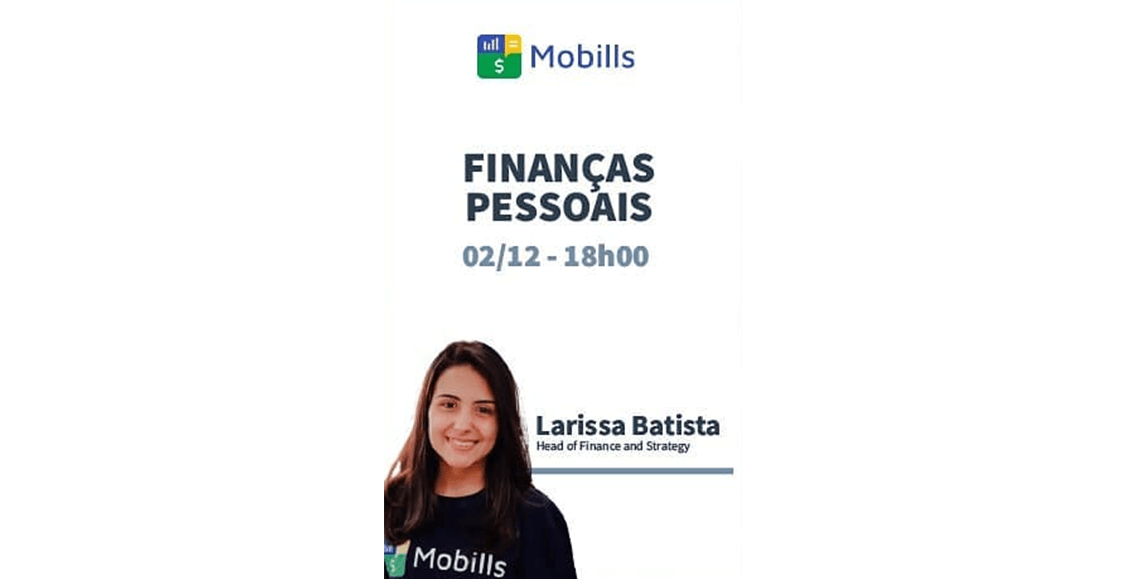 Mobills
FINANÇAS
PESSOAIS
02/12 - 18h00
Larissa Batista
Head of Finance and Strategy
Mobills